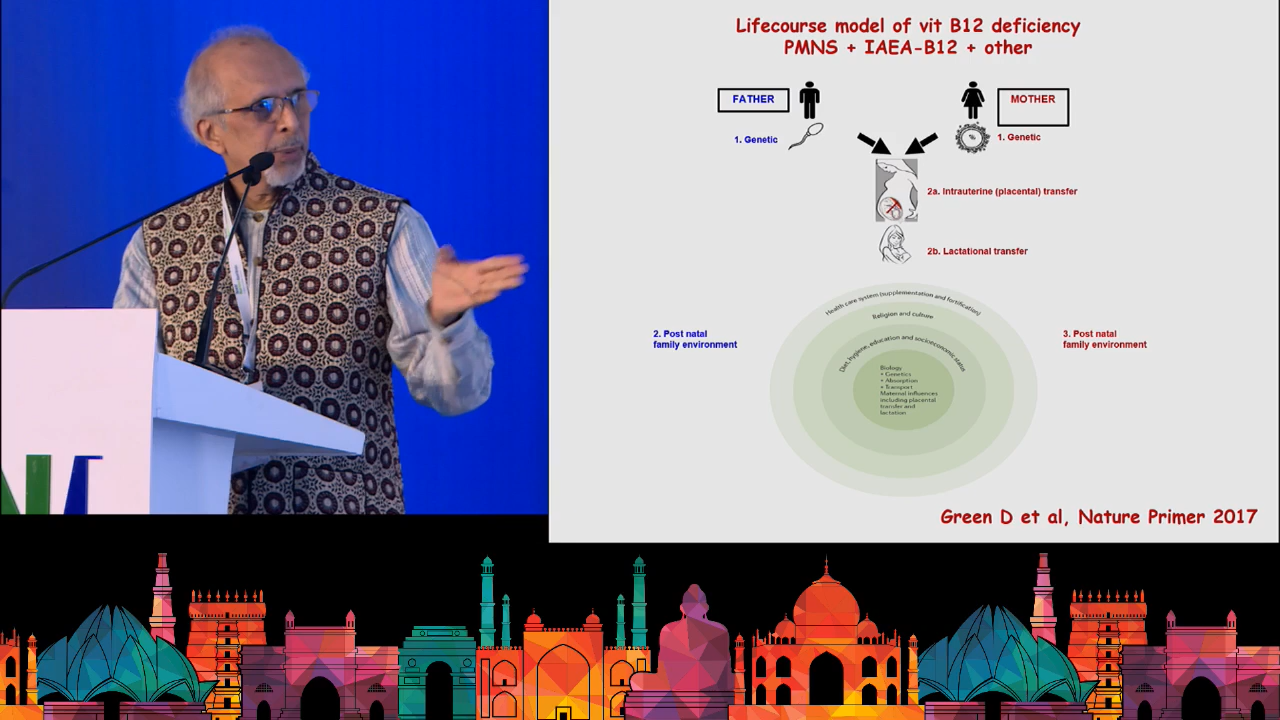 Lifecourse model of vit B12 deficiency
PMNS + IAEA-B12 + other
FATHER
MOTHER
1. Genetic
1. Genetic
2a. Intrauterine (placental) transfer
2b. Lactational transfer
Health care system (supplementation and fortification)
Religion and culture
Diet, hygiene, education and socioeconomic status
Biology
• Genetics
• Absorption
• Transport
Maternal influences
including placental
transfer and
lactation
2. Post natal
family environment
3. Post natal
family environment
Green D et al, Nature Primer 2017